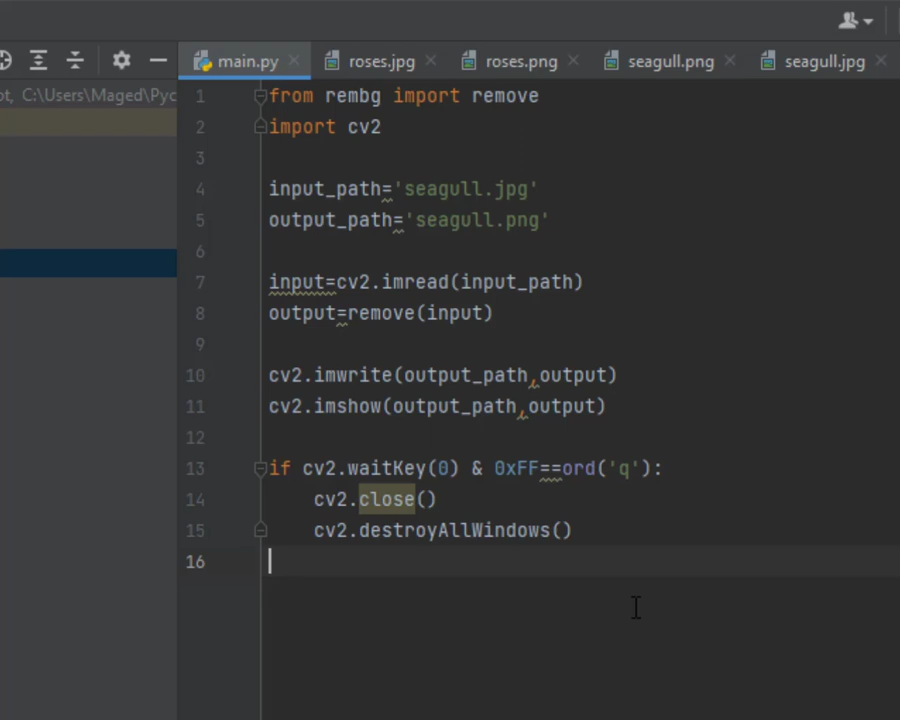 main.py roses.jpg roses.png seagull.png seagull.jpg
C:\Users\Maged\Pyc
1 from rembg import remove
2 import cv2
3
4 input_path='seagull.jpg'
5 output_path='seagull.png'
6
7 input=cv2.imread(input_path)
8 output=remove(input)
9
10 cv2.imwrite(output_path,output)
11 cv2.imshow(output_path,output)
12
13 if cv2.waitKey(0) & 0xFF==ord('q'):
14     cv2.close()
15     cv2.destroyAllWindows()
16